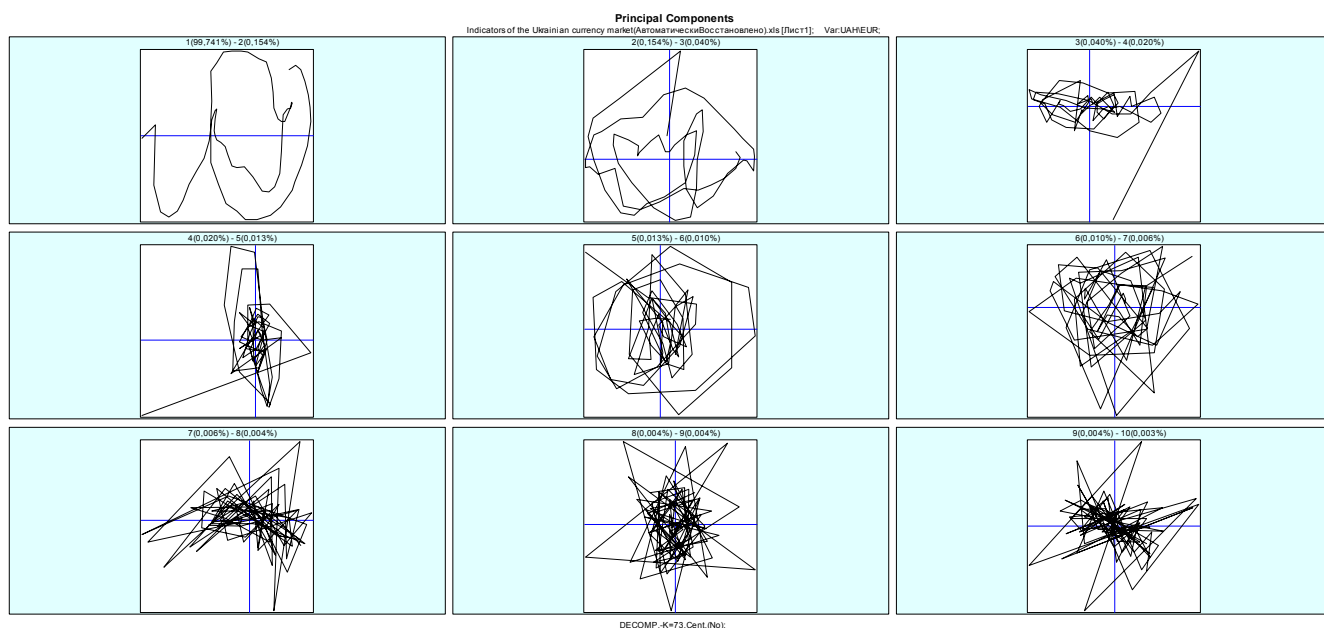 Principal Components
Indicators of the Ukrainian currency market(АвтоматическиВосстановлено).xls [Лист1]; Var:UAH\EUR;
1(99,741%) - 2(0,154%)
2(0,154%) - 3(0,040%)
3(0,040%) - 4(0,020%)
4(0,020%) - 5(0,013%)
5(0,013%) - 6(0,010%)
6(0,010%) - 7(0,006%)
7(0,006%) - 8(0,004%)
8(0,004%) - 9(0,004%)
9(0,004%) - 10(0,003%)
DECOMP.-K=73,Cent.(No);